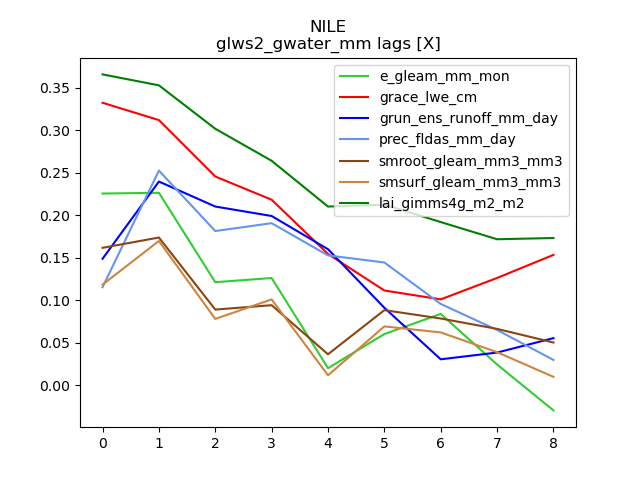 NILE
glws2_gwater_mm lags [X]
0.35
0.30
0.25
0.20
0.15
0.10
0.05
0.00
e_gleam_mm_mon
grace_lwe_cm
grun_ens_runoff_mm_day
prec_fldas_mm_day
smroot_gleam_mm3_mm3
smsurf_gleam_mm3_mm3
lai_gimms4g_m2_m2
0 1 2 3 4 5 6 7 8